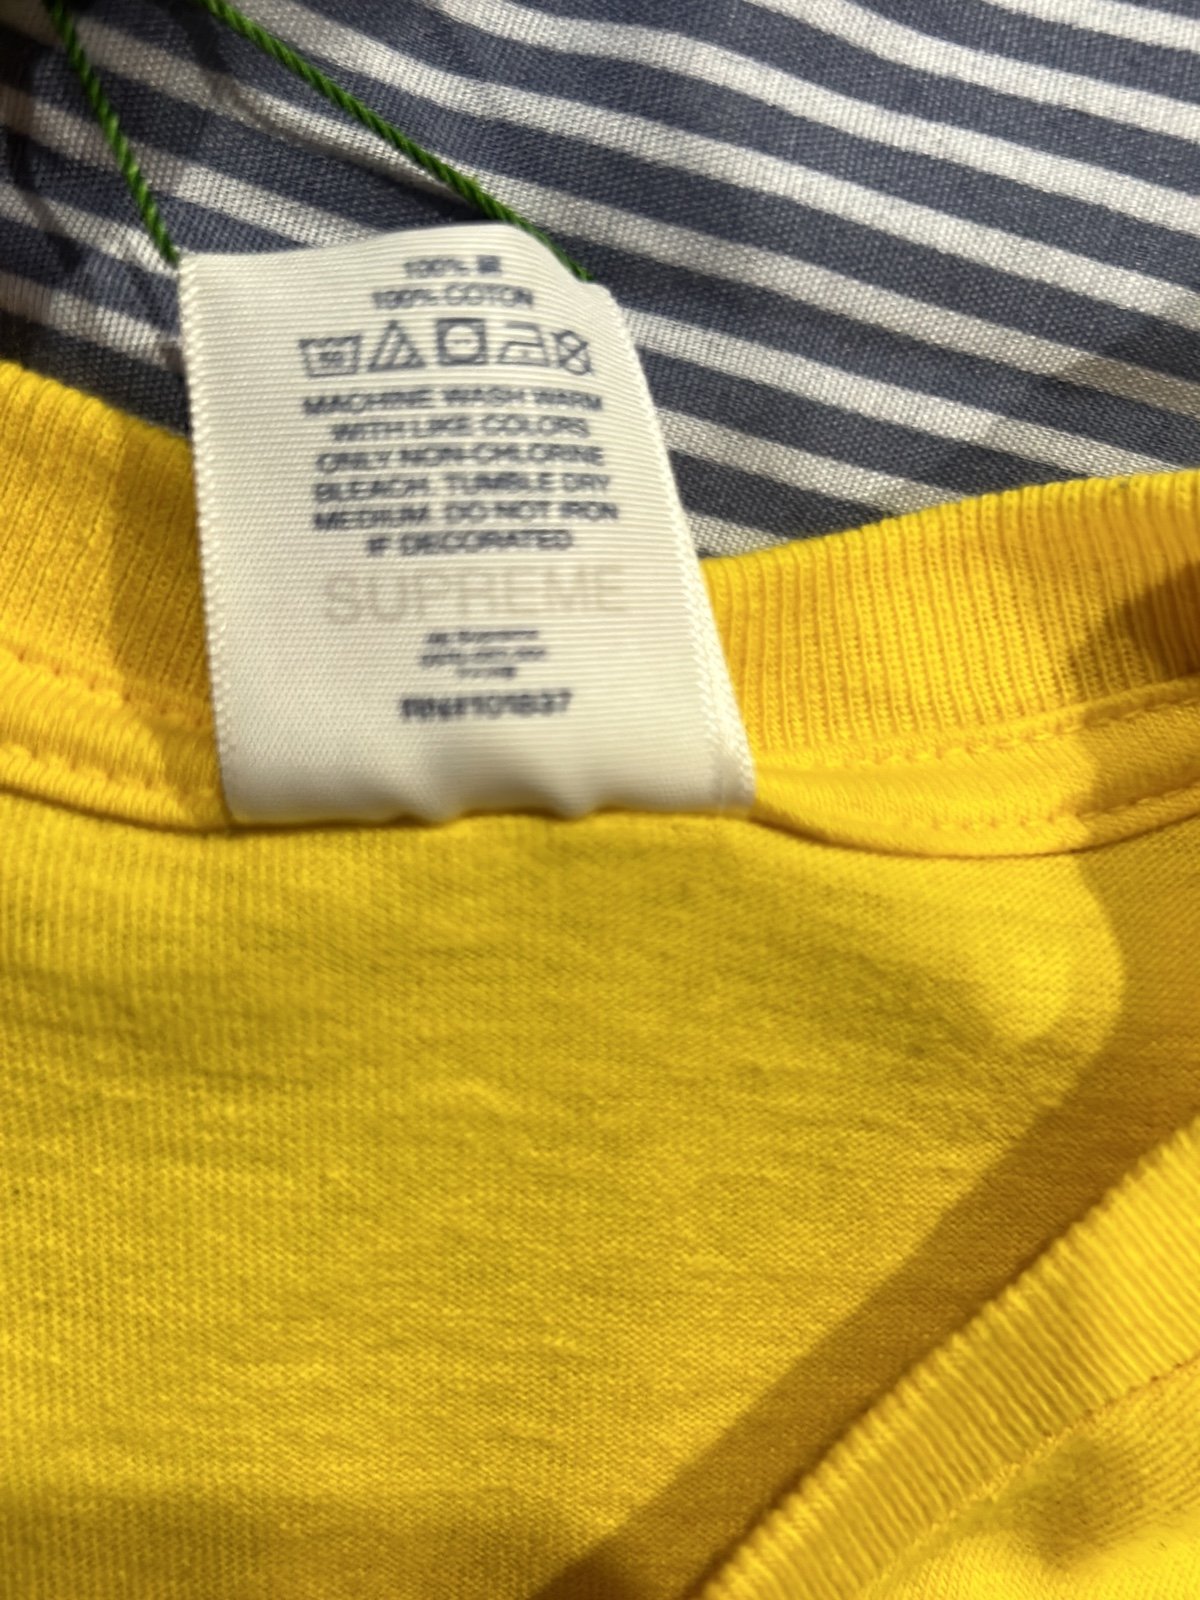 100% 綿
100% COTON
MACHINE WASH WARM
WITH LIKE COLORS
ONLY NON-CHLORINE
BLEACH. TUMBLE DRY
MEDIUM. DO NOT IRON
IF DECORATED
SUPREME
RN#101837